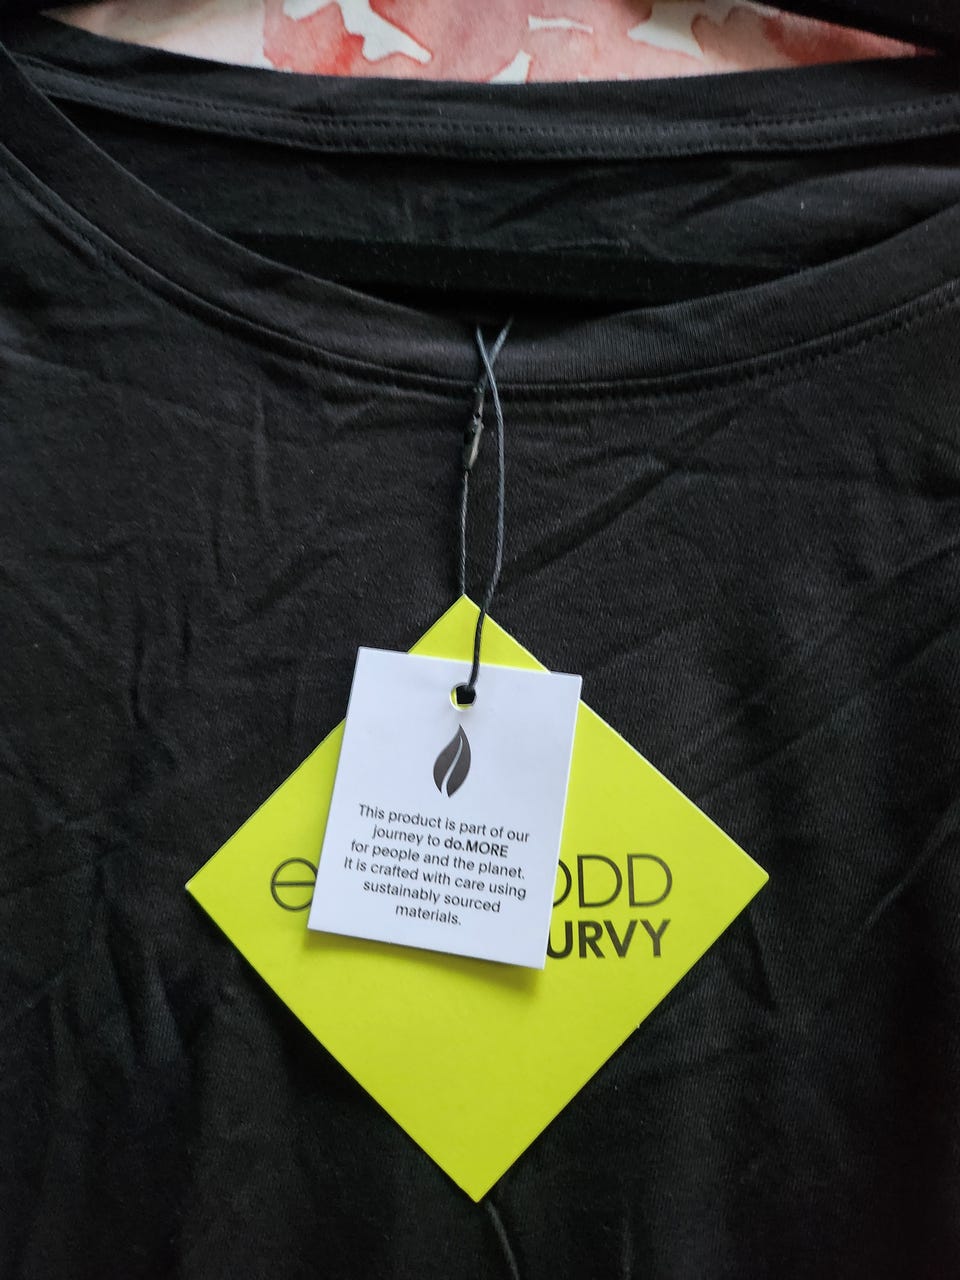 This product is part of our
journey to do.MORE
for people and the planet.
It is crafted with care using
sustainably sourced
materials.
e
ODD
URVY